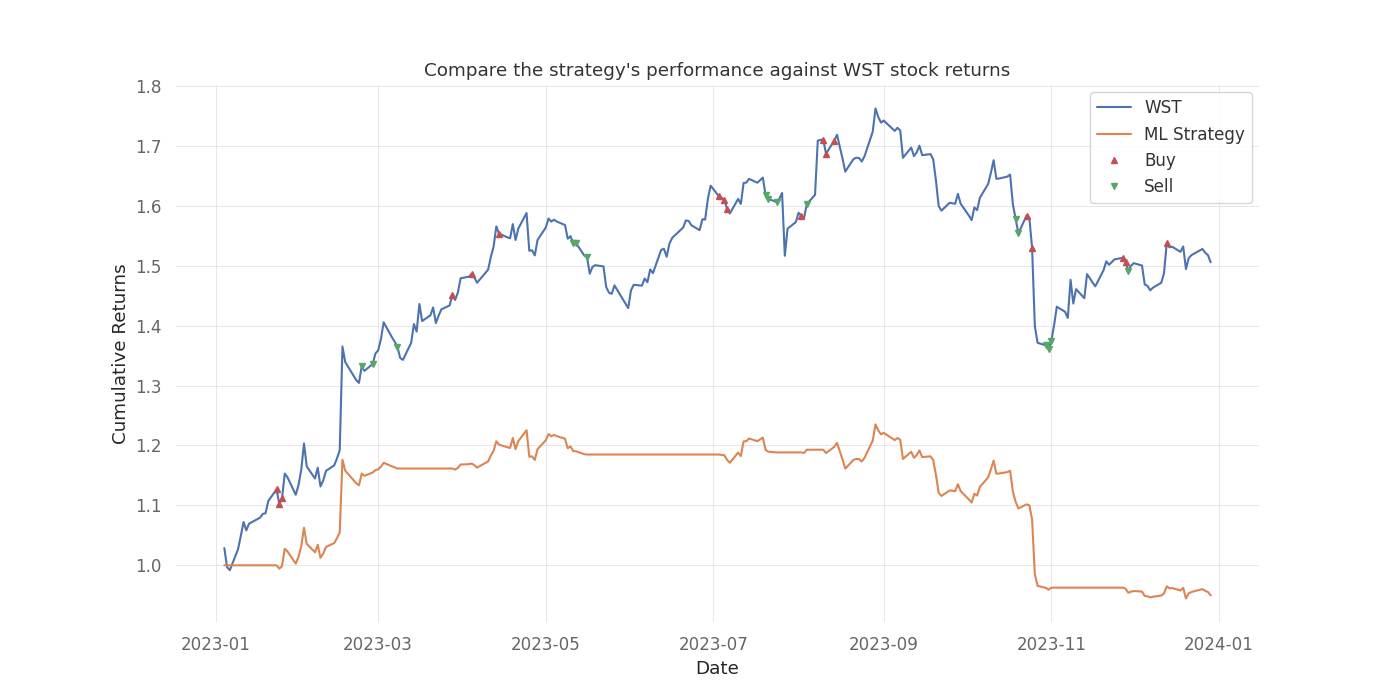 Compare the strategy's performance against WST stock returns
WST
ML Strategy
Buy
Sell
Cumulative Returns
1.8
1.7
1.6
1.5
1.4
1.3
1.2
1.1
1.0
2023-01 2023-03 2023-05 2023-07 2023-09 2023-11 2024-01
Date